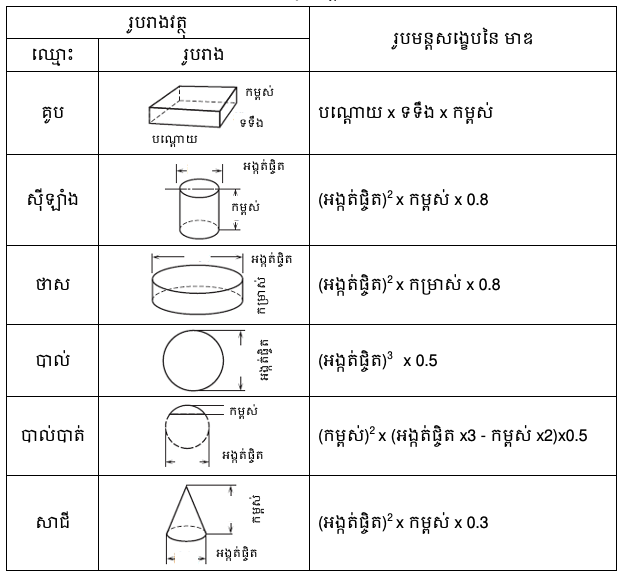 រូបរាងវត្ថុ
រូបមន្តសង្ខេបនៃ មាឌ
ឈ្មោះ
រូបរាង
គូប
កម្ពស់
ទទឹង
បណ្តោយ
បណ្តោយ x ទទឹង x កម្ពស់
ស៊ីឡាំង
អង្កត់ផ្ចិត
កម្ពស់
(អង្កត់ផ្ចិត)² x កម្ពស់ x 0.8
ថាស
អង្កត់ផ្ចិត
កម្រាស់
(អង្កត់ផ្ចិត)² x កម្រាស់ x 0.8
បាល់
អង្កត់ផ្ចិត
(អង្កត់ផ្ចិត)³ x 0.5
បាល់បាត់
កម្ពស់
អង្កត់ផ្ចិត
(កម្ពស់)² x (អង្កត់ផ្ចិត x3 - កម្ពស់ x2)x0.5
សាជី
កម្ពស់
អង្កត់ផ្ចិត
(អង្កត់ផ្ចិត)² x កម្ពស់ x 0.3